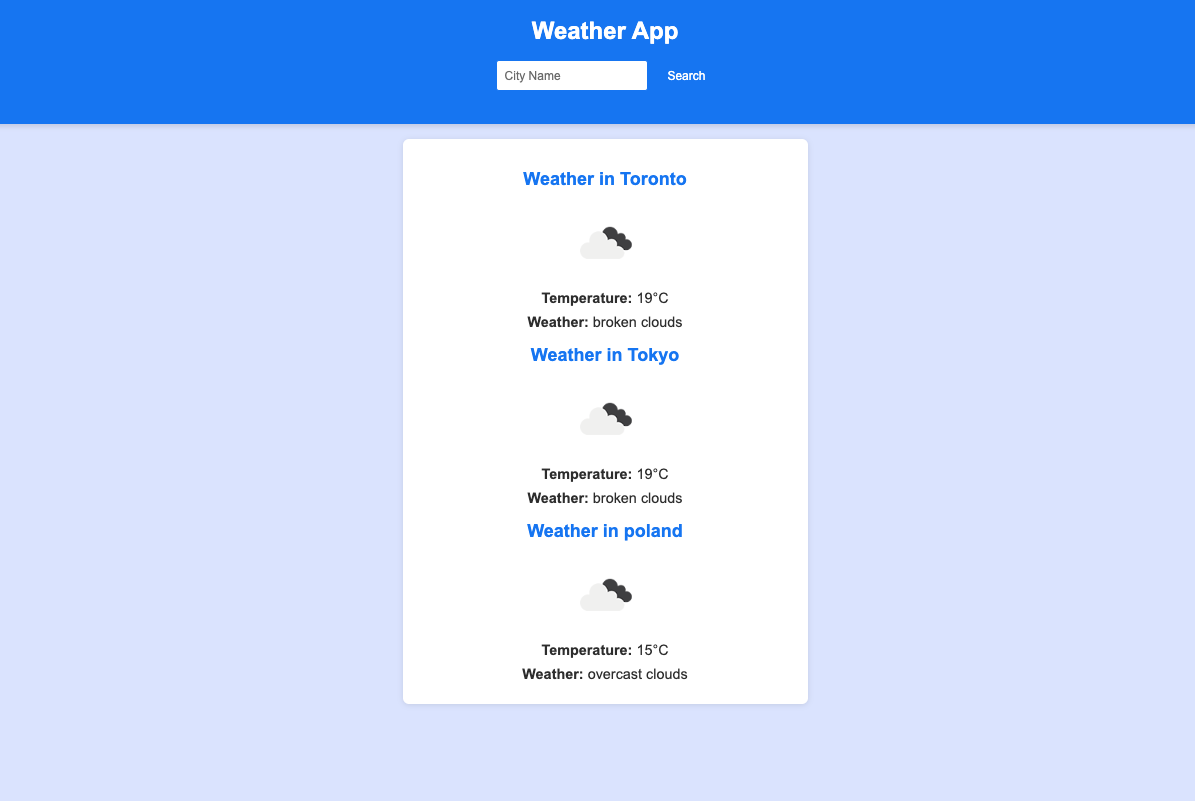 Weather App
City Name Search
Weather in Toronto
Temperature: 19°C
Weather: broken clouds
Weather in Tokyo
Temperature: 19°C
Weather: broken clouds
Weather in poland
Temperature: 15°C
Weather: overcast clouds